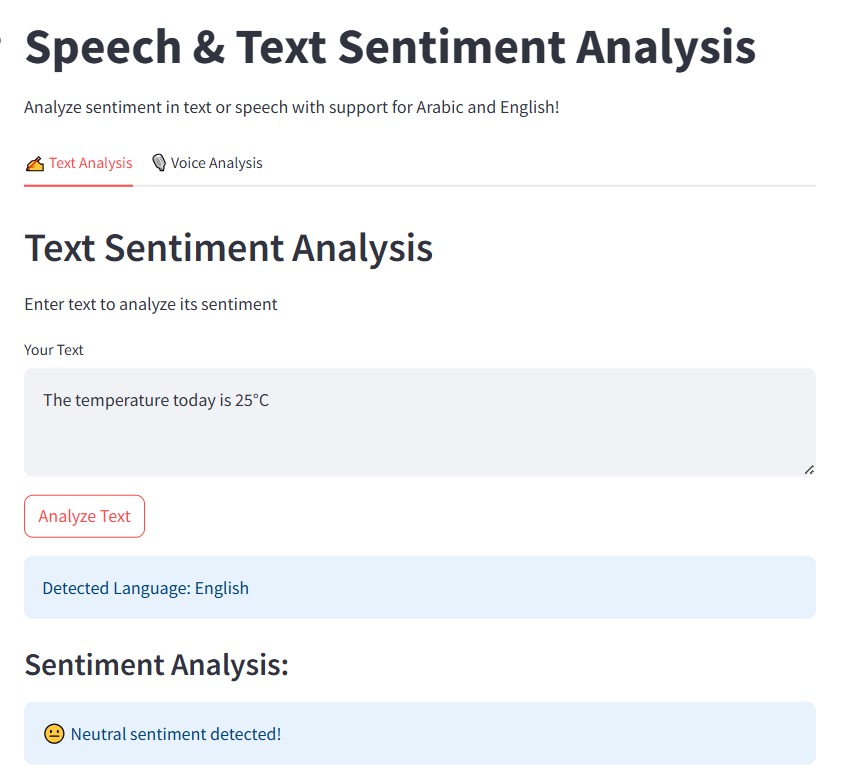 Speech & Text Sentiment Analysis
Analyze sentiment in text or speech with support for Arabic and English!
✍️ Text Analysis 🎙️ Voice Analysis
Text Sentiment Analysis
Enter text to analyze its sentiment
Your Text
The temperature today is 25°C
Analyze Text
Detected Language: English
Sentiment Analysis:
😐 Neutral sentiment detected!